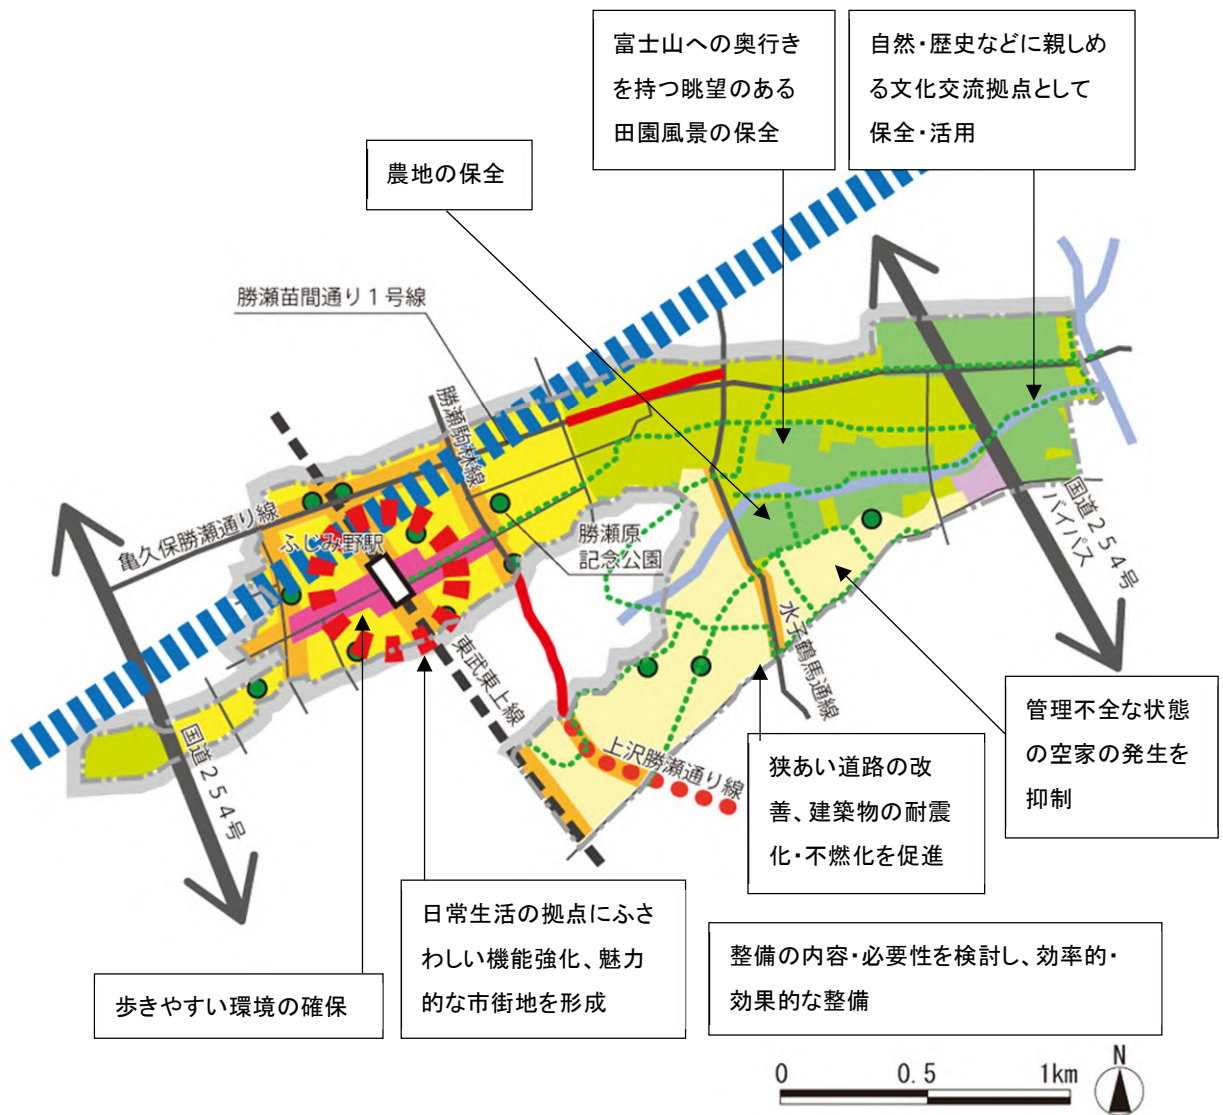 富士山への奥行き
を持つ眺望のある
田園風景の保全
自然・歴史などに親しめ
る文化交流拠点として
保全・活用
農地の保全
勝瀬苗間通り1号線
勝瀬駒林線
亀久保勝瀬通り線
ふじみ野駅
勝瀬原
記念公園
国道254号
バイパス
水子鶴馬通線
東武東上線
上沢勝瀬通り線
国道254号
管理不全な状態
の空家の発生を
抑制
狭あい道路の改
善、建築物の耐震
化・不燃化を促進
日常生活の拠点にふさ
わしい機能強化、魅力
的な市街地を形成
歩きやすい環境の確保
整備の内容・必要性を検討し、効率的・
効果的な整備
0 0.5 1km
N